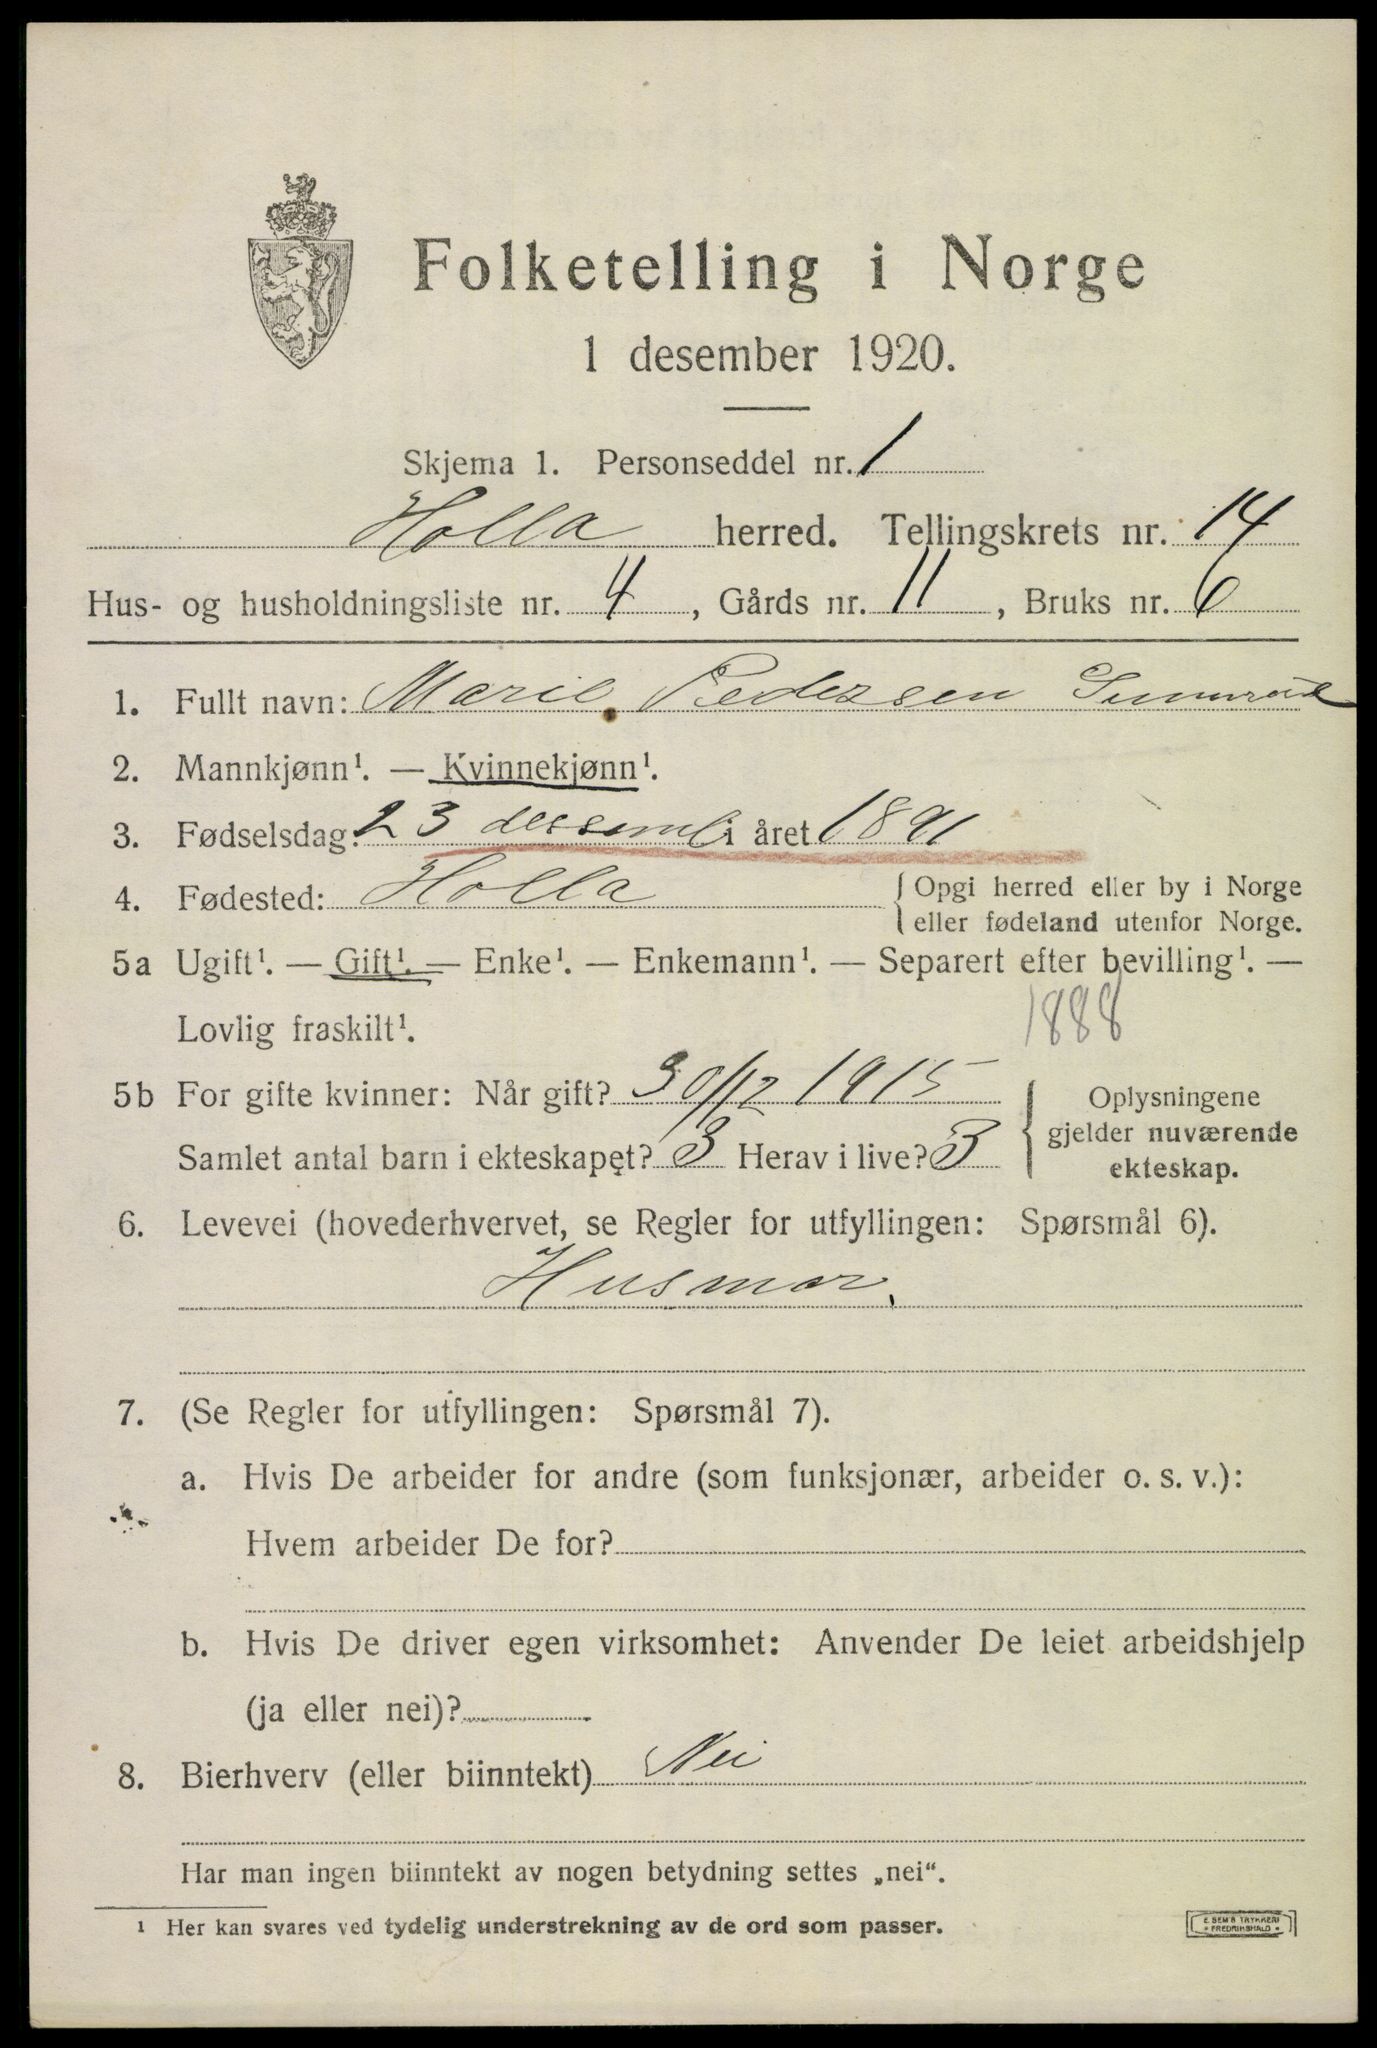 Folketelling i Norge
1 desember 1920.
Skjema 1. Personseddel nr. 1
Holla herred. Tellingskrets nr. 14
Hus- og husholdningsliste nr. 4, Gårds nr. 11, Bruks nr. 6
1. Fullt navn: Marie Pedersen
2. Mannkjønn¹. — Kvinnekjønn¹.
3. Fødselsdag: 23 i året 1891
4. Fødested: Holla {Opgi herred eller by i Norge
eller fødeland utenfor Norge.
5a Ugift¹. — Gift¹. — Enke¹. — Enkemann¹. — Separert efter bevilling¹. —
Lovlig fraskilt¹.
1888
5b For gifte kvinner: Når gift? 30/12 1915
Samlet antal barn i ekteskapet? 3 Herav i live? 3
{Oplysningene
gjelder nuværende
ekteskap.
6. Levevei (hovederhvervet, se Regler for utfyllingen: Spørsmål 6).
Husmor.
7. (Se Regler for utfyllingen: Spørsmål 7).
a. Hvis De arbeider for andre (som funksjonær, arbeider o. s. v.):
Hvem arbeider De for?
b. Hvis De driver egen virksomhet: Anvender De leiet arbeidshjelp
(ja eller nei)?
8. Bierhverv (eller biinntekt) Nei
Har man ingen biinntekt av nogen betydning settes „nei“.
¹ Her kan svares ved tydelig understrekning av de ord som passer.
E. SEM'S TRYKKERI
FREDRIKSHALD